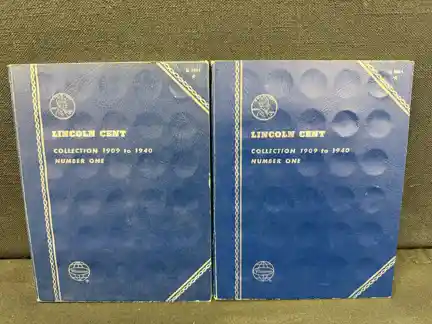 LINCOLN CENT
COLLECTION 1909 to 1940
NUMBER ONE
LINCOLN CENT
COLLECTION 1909 to 1940
NUMBER ONE